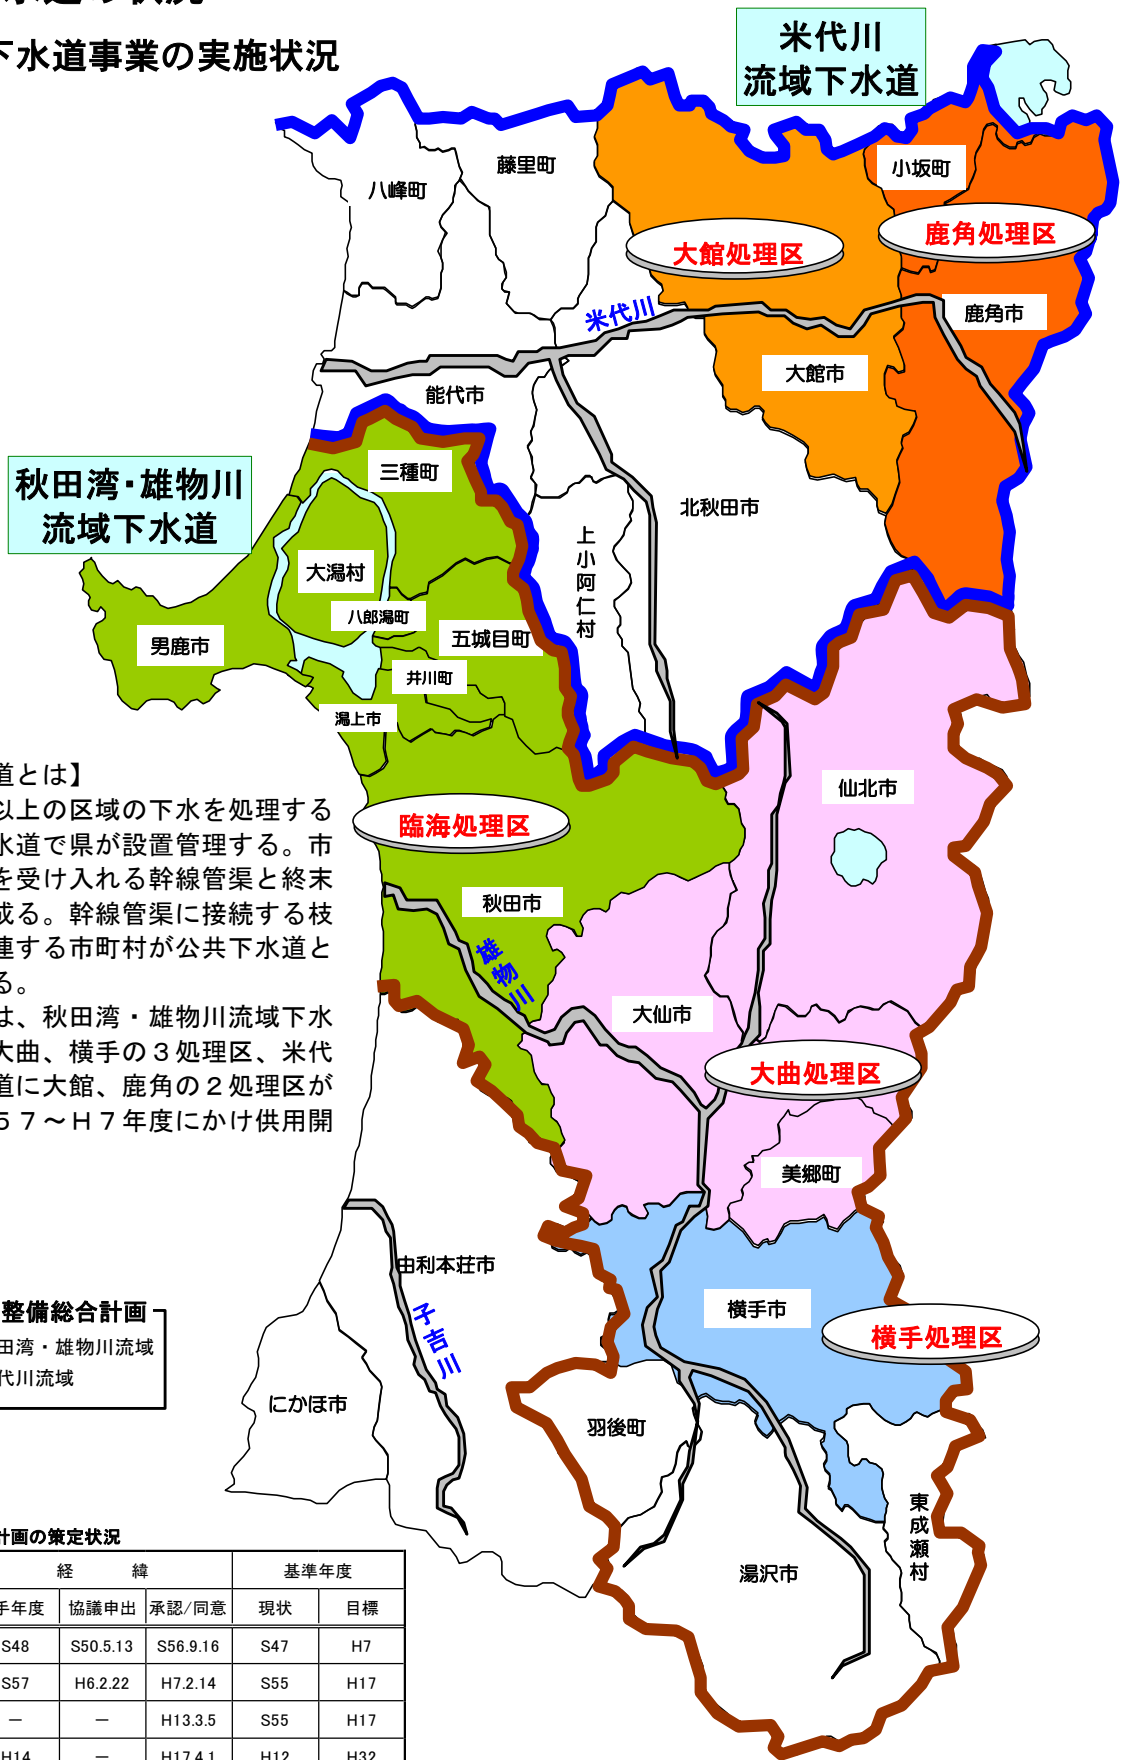 下水道事業の実施状況
米代川
流域下水道
藤里町
小坂町
八峰町
鹿角処理区
大館処理区
米代川
鹿角市
大館市
能代市
三種町
秋田湾・雄物川
流域下水道
北秋田市
上小阿仁村
大潟村
八郎潟町
五城目町
男鹿市
井川町
潟上市
道とは】
以上の区域の下水を処理する
水道で県が設置管理する。市
を受け入れる幹線管渠と終末
成る。幹線管渠に接続する枝
連する市町村が公共下水道と
る。
は、秋田湾・雄物川流域下水
大曲、横手の3処理区、米代
道に大館、鹿角の2処理区が
57～H7年度にかけ供用開
仙北市
臨海処理区
秋田市
雄物川
大仙市
大曲処理区
美郷町
由利本荘市
子吉川
横手市
横手処理区
整備総合計画
田湾・雄物川流域
代川流域
にかほ市
羽後町
東成瀬村
湯沢市
計画の策定状況
経 緯 基準年度
手年度 協議申出 承認/同意 現状 目標
S48 S50.5.13 S56.9.16 S47 H7
S57 H6.2.22 H7.2.14 S55 H17
－ － H13.3.5 S55 H17
H14 － H17.4.1 H12 H32